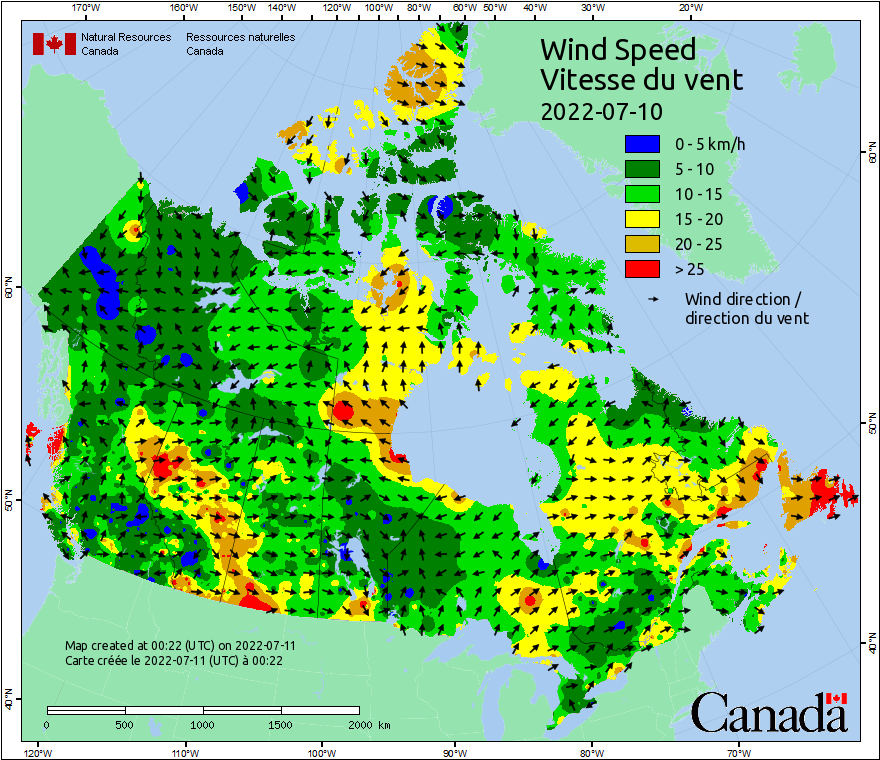 170°W 160°W 150°W 140°W 130°W 120°W 110°W 100°W 80°W 60°W 50°W 40°W 30°W 20°W
Natural Resources Ressources naturelles
Canada Canada
Wind Speed
Vitesse du vent
2022-07-10
0 - 5 km/h
5 - 10
10 - 15
15 - 20
20 - 25
> 25
Wind direction /
direction du vent
60°N
60°N
50°N
50°N
40°N
40°N
Map created at 00:22 (UTC) on 2022-07-11
Carte créée le 2022-07-11 (UTC) à 00:22
0 500 1000 1500 2000 km
Canada
120°W 110°W 100°W 90°W 80°W 70°W